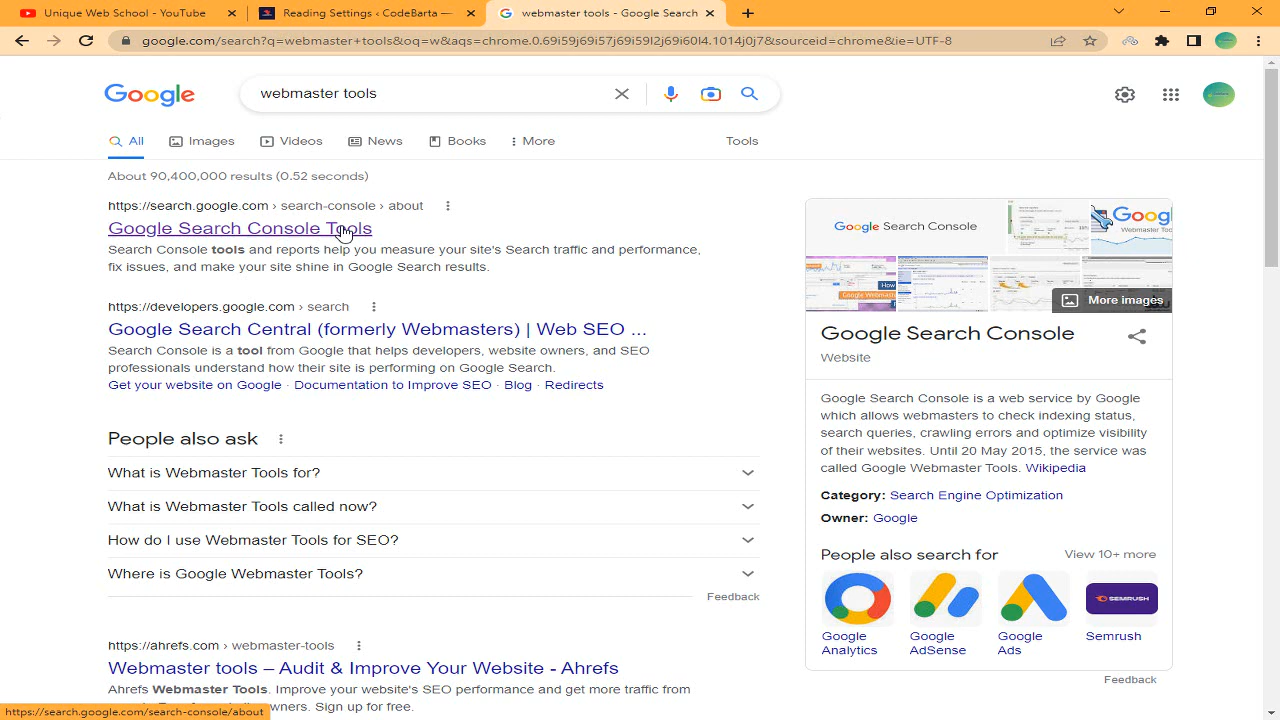 Unique Web School - YouTube
Reading Settings ‹ CodeBarta —
webmaster tools - Google Search
google.com/search?q=webmaster+tools&oq=w&aqs=chrome.0.69i59j69i57j69i59l2j69i60l4.1014j0j7&sourceid=chrome&ie=UTF-8
Google
webmaster tools
All Images Videos News Books More Tools
About 90,400,000 results (0.52 seconds)
https://search.google.com › search-console › about
Google Search Console Tools
Search Console tools and reports help you measure your site's Search traffic and performance,
fix issues, and make your site shine in Google Search results.
https://developers.google.com › search
Google Search Central (formerly Webmasters) | Web SEO ...
Search Console is a tool from Google that helps developers, website owners, and SEO
professionals understand how their site is performing on Google Search.
Get your website on Google · Documentation to Improve SEO · Blog · Redirects
People also ask
What is Webmaster Tools for?
What is Webmaster Tools called now?
How do I use Webmaster Tools for SEO?
Where is Google Webmaster Tools?
Feedback
https://ahrefs.com › webmaster-tools
Webmaster tools – Audit & Improve Your Website - Ahrefs
Ahrefs Webmaster Tools. Improve your website's SEO performance and get more traffic from
owners. Sign up for free.
https://search.google.com/search-console/about
Google Search Console
Goog
Webmaster
How
Google Webma
More images
Google Search Console
Website
Google Search Console is a web service by Google
which allows webmasters to check indexing status,
search queries, crawling errors and optimize visibility
of their websites. Until 20 May 2015, the service was
called Google Webmaster Tools. Wikipedia
Category: Search Engine Optimization
Owner: Google
People also search for
View 10+ more
SEMRUSH
Google Analytics
Google AdSense
Google Ads
Semrush
Feedback